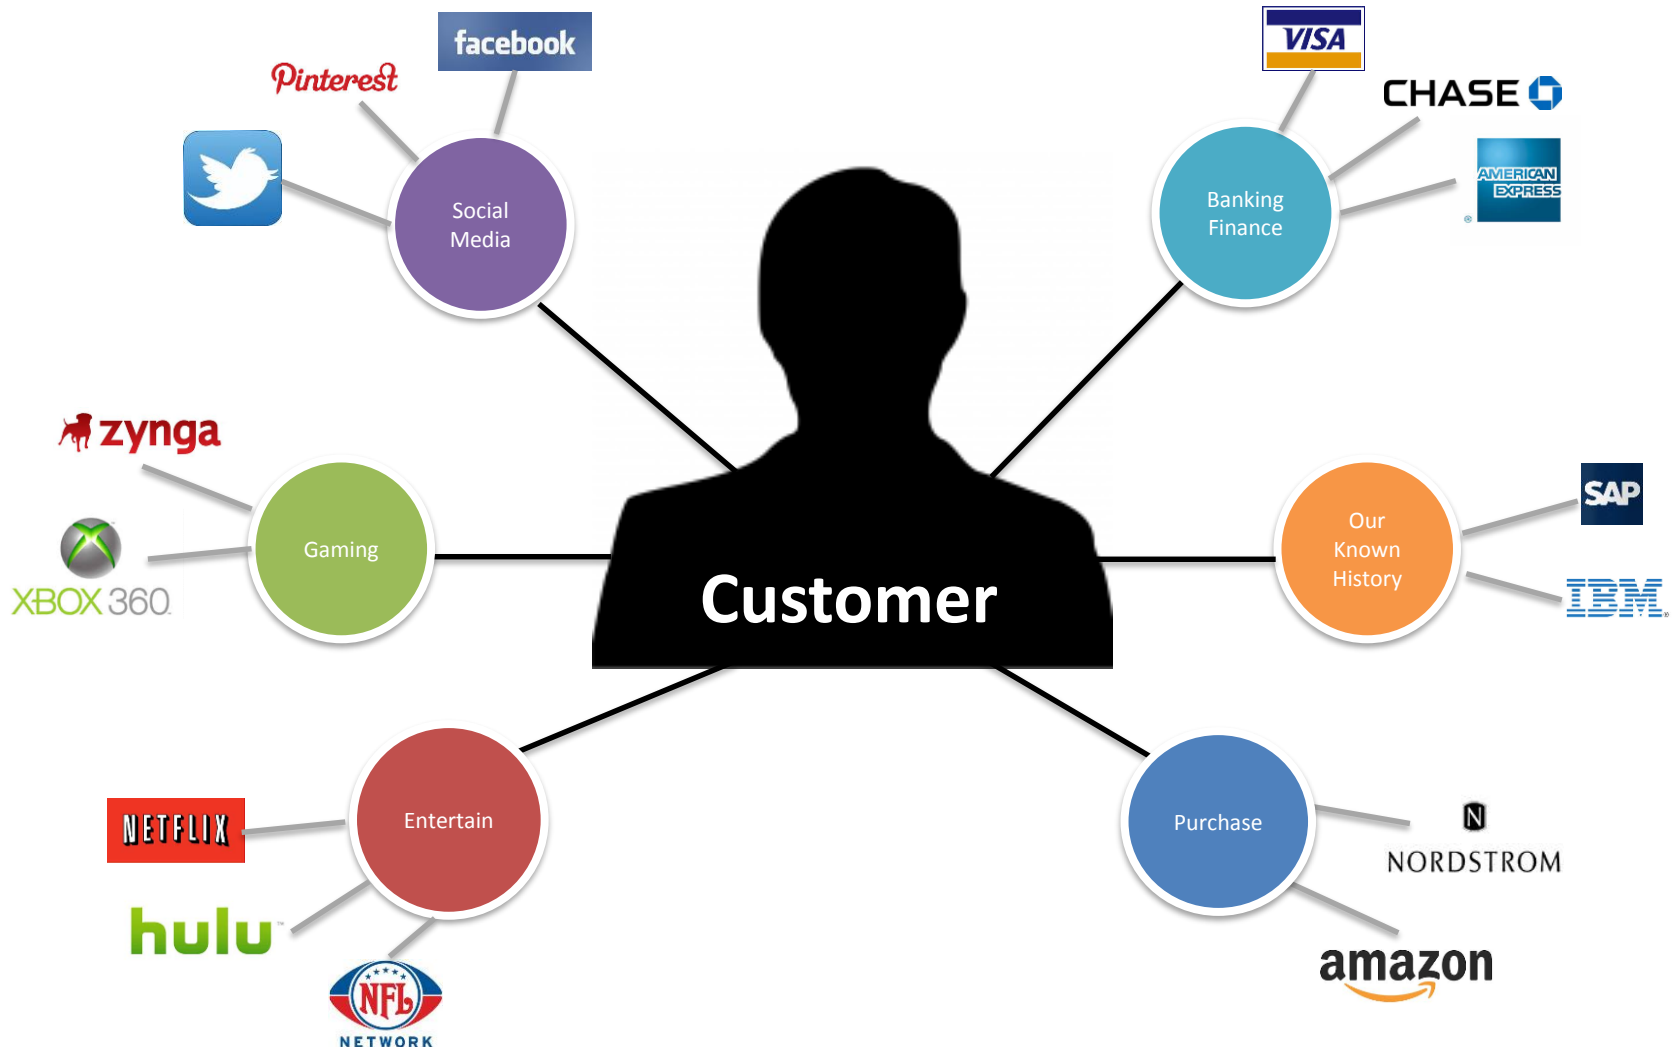 facebook
Pinterest
Social
Media
VISA
CHASE
AMERICAN
EXPRESS
®
Banking
Finance
zynga
XBOX 360
Gaming
Customer
Our
Known
History
SAP
IBM
NETFLIX
hulu
NFL
NETWORK
Entertain
Purchase
N
NORDSTROM
amazon